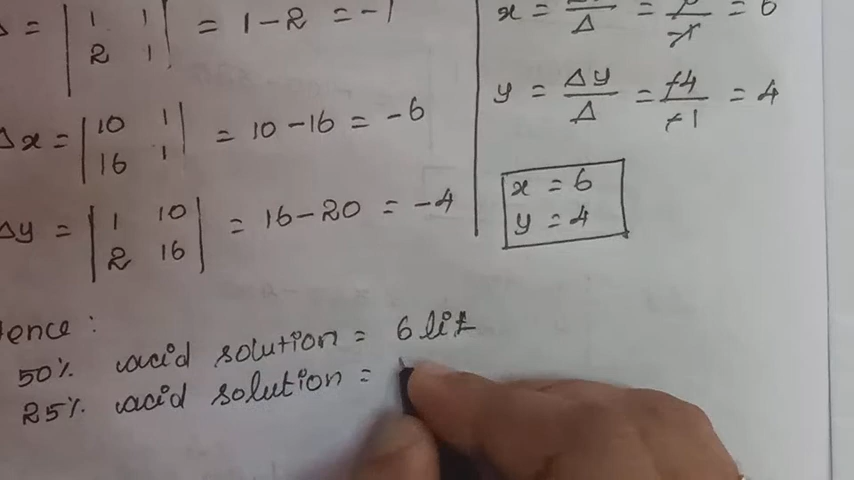 Δ = | 1 1 | = 1 - 2 = -1
| 2 1 |
Δx = | 10 1 | = 10 - 16 = -6
| 16 1 |
Δy = | 1 10 | = 16 - 20 = -4
| 2 16 |
x = / Δ = = 6
y = Δy / Δ = -4 / -1 = 4
x = 6
y = 4
ence :
50% acid solution = 6 lit
25% acid solution =